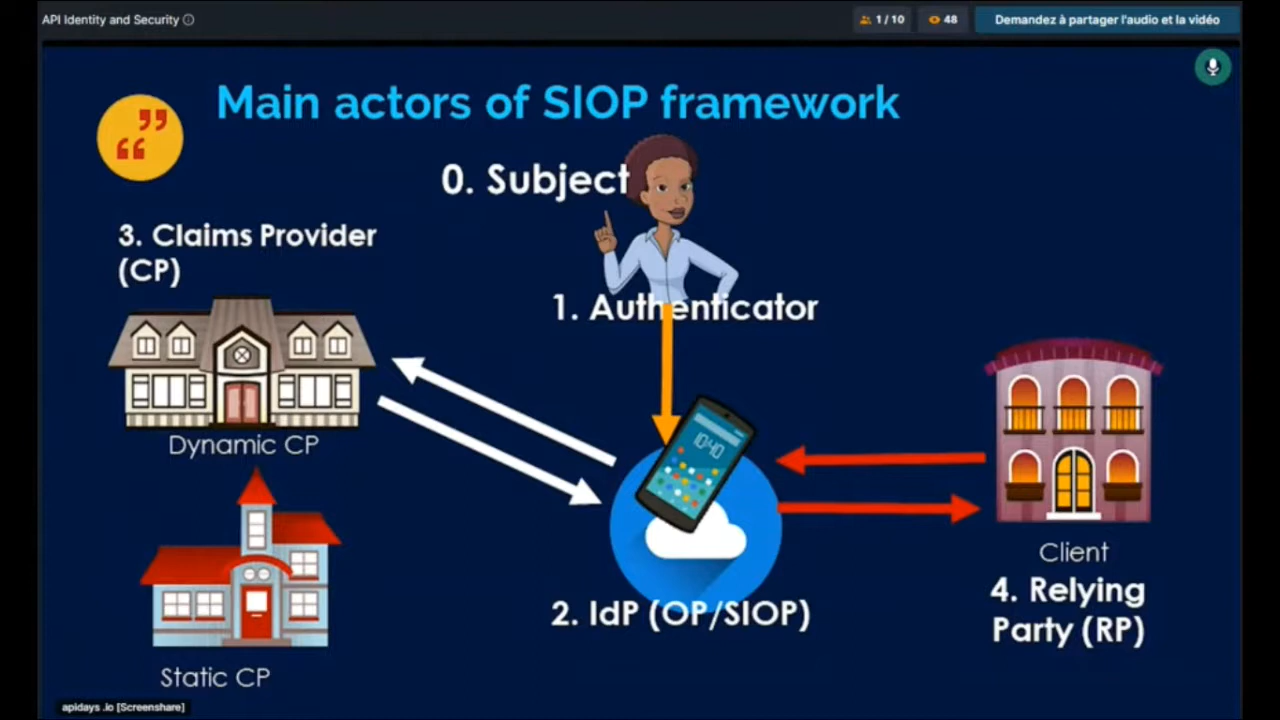 API Identity and Security
1 / 10
48
Demandez à partager l'audio et la vidéo
Main actors of SIOP framework
0. Subject
3. Claims Provider
(CP)
1. Authenticator
10:40
Dynamic CP
Client
4. Relying
Party (RP)
2. IdP (OP/SIOP)
Static CP
apidays .io [Screenshare]